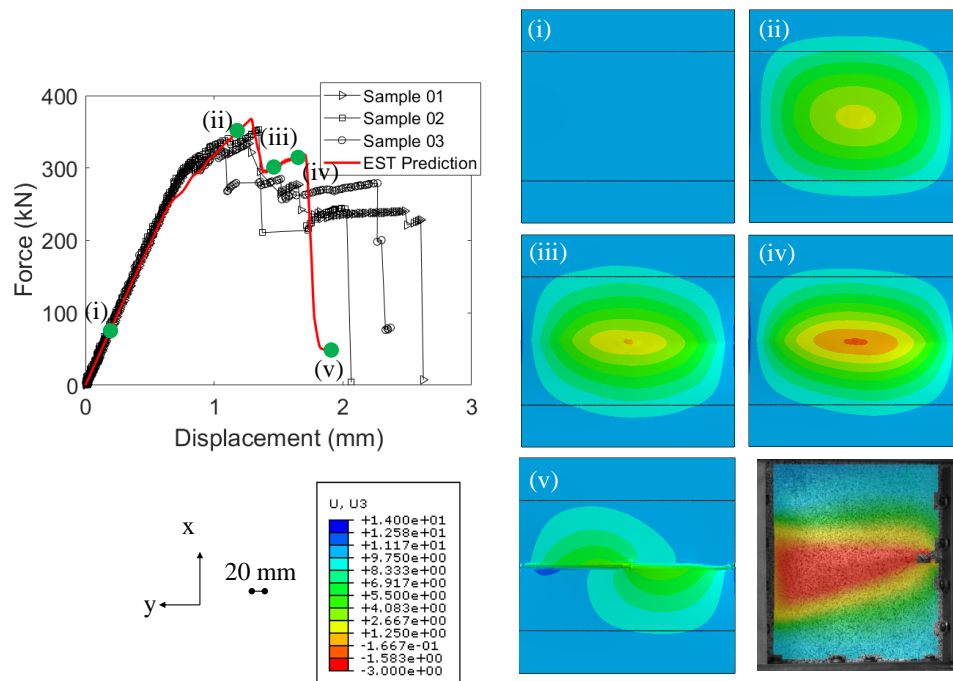 (i)
(ii)
400
300
200
100
0
Force (kN)
0
1
2
3
Displacement (mm)
Sample 01
Sample 02
Sample 03
EST Prediction
(i)
(ii)
(iii)
(iv)
(v)
(iii)
(iv)
x
y
20 mm
U, U3
+1.400e+01
+1.258e+01
+1.117e+01
+9.750e+00
+8.333e+00
+6.917e+00
+5.500e+00
+4.083e+00
+2.667e+00
+1.250e+00
-1.667e-01
-1.583e+00
-3.000e+00
(v)